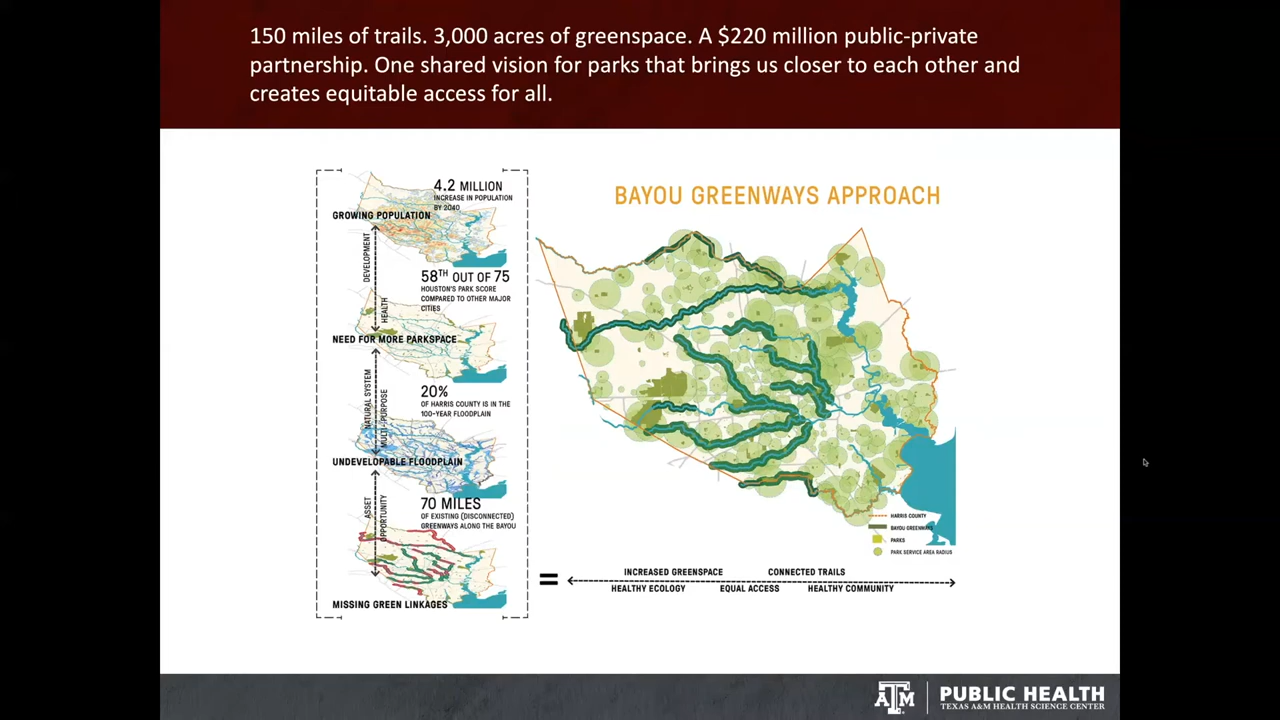 150 miles of trails. 3,000 acres of greenspace. A $220 million public-private
partnership. One shared vision for parks that brings us closer to each other and
creates equitable access for all.
4.2 MILLION
INCREASE IN POPULATION
BY 2040
GROWING POPULATION
DEVELOPMENT
HEALTH
58TH OUT OF 75
HOUSTON'S PARK SCORE
COMPARED TO OTHER MAJOR
CITIES
NEED FOR MORE PARKSPACE
NATURAL SYSTEM
MULTI-PURPOSE
20%
OF HARRIS COUNTY IS IN THE
100-YEAR FLOODPLAIN
UNDEVELOPABLE FLOODPLAIN
ASSET
OPPORTUNITY
70 MILES
OF EXISTING (DISCONNECTED)
GREENWAYS ALONG THE BAYOU
MISSING GREEN LINKAGES
=
BAYOU GREENWAYS APPROACH
HARRIS COUNTY
BAYOU GREENWAYS
PARKS
PARK SERVICE AREA RADIUS
INCREASED GREENSPACE CONNECTED TRAILS
HEALTHY ECOLOGY EQUAL ACCESS HEALTHY COMMUNITY
ATM
PUBLIC HEALTH
TEXAS A&M HEALTH SCIENCE CENTER